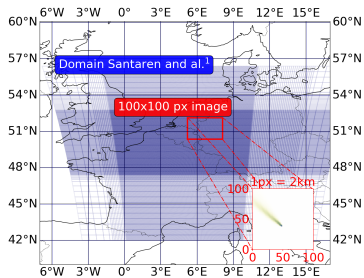 6°W 3°W 0° 3°E 6°E 9°E 12°E 15°E
60°N 60°N
57°N 57°N
Domain Santaren and al.¹
54°N 54°N
100x100 px image
51°N 51°N
48°N 48°N
1px = 2km
100
45°N 45°N
50
42°N 42°N
0
0 50 100
6°W 3°W 0° 3°E 6°E 9°E 12°E 15°E